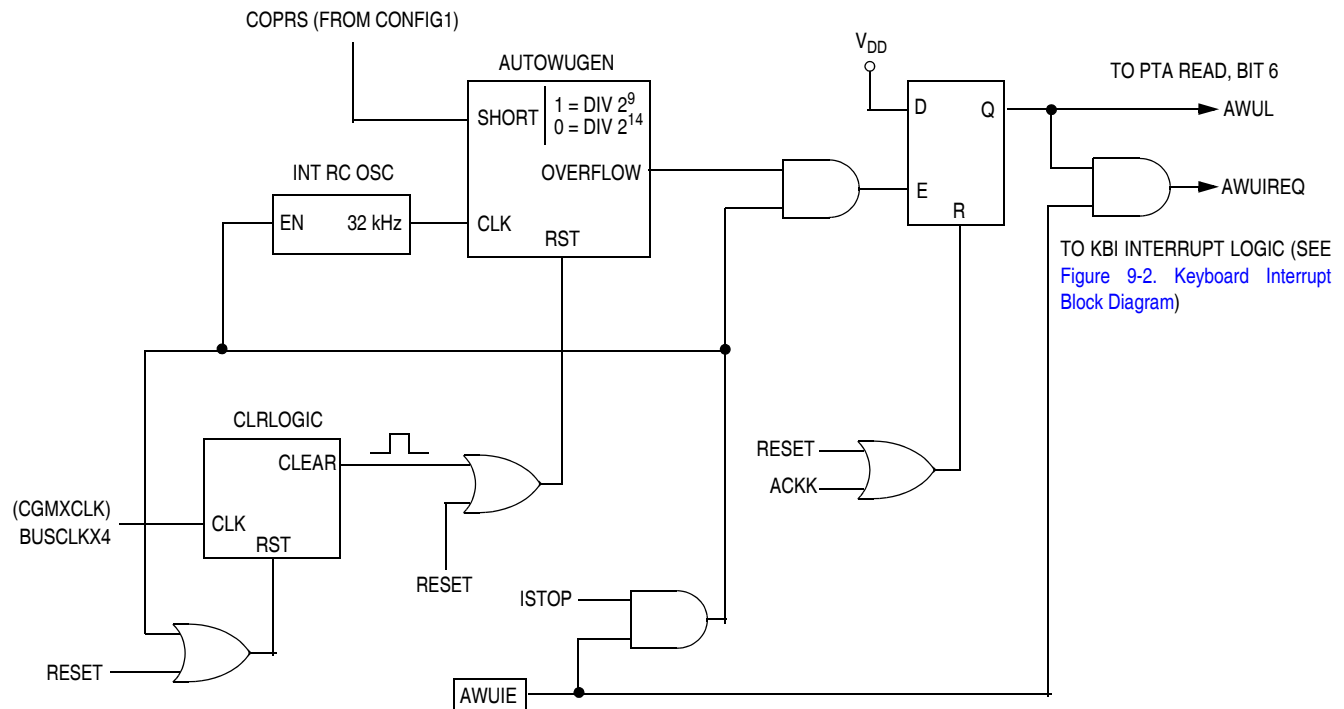 COPRS (FROM CONFIG1)
AUTOWUGEN
SHORT
1 = DIV 2^9
0 = DIV 2^14
OVERFLOW
INT RC OSC
EN
32 kHz
CLK
RST
V_DD
D
Q
E
R
TO PTA READ, BIT 6
AWUL
AWUIREQ
TO KBI INTERRUPT LOGIC (SEE
Figure 9-2. Keyboard Interrupt
Block Diagram)
CLRLOGIC
CLEAR
(CGMXCLK)
BUSCLKX4
CLK
RST
RESET
RESET
ACKK
RESET
ISTOP
RESET
AWUIE